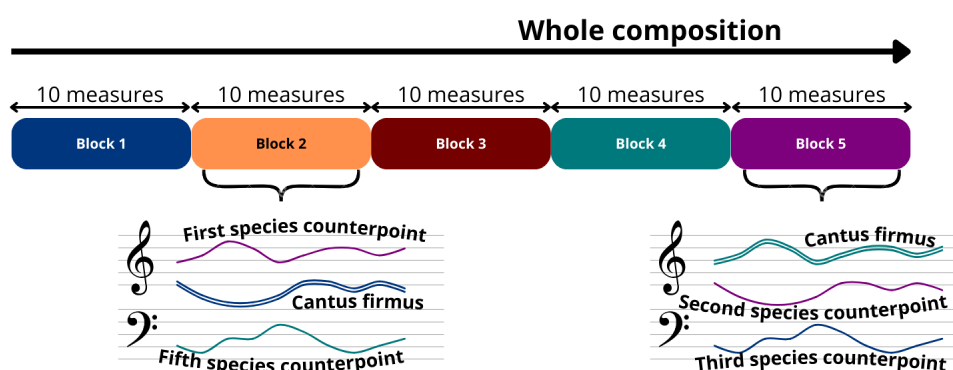 Whole composition
10 measures 10 measures 10 measures 10 measures 10 measures
Block 1 Block 2 Block 3 Block 4 Block 5
First species counterpoint
Cantus firmus
Fifth species counterpoint
Cantus firmus
Second species counterpoint
Third species counterpoint